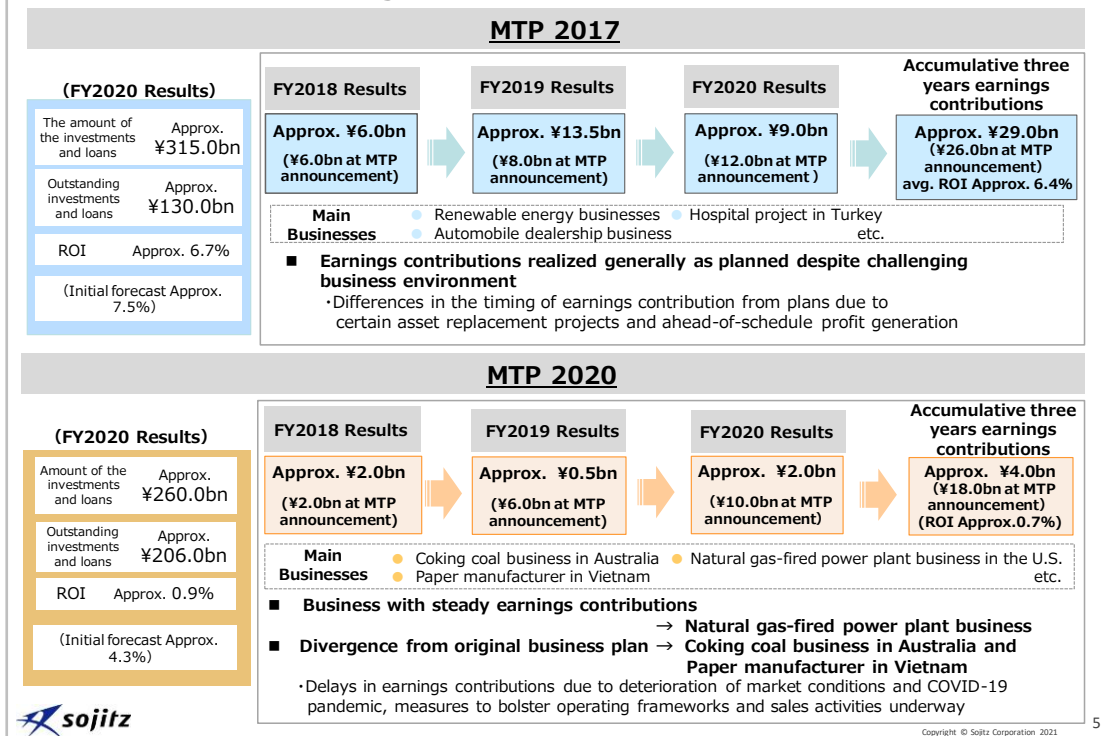 MTP 2017
(FY2020 Results)
The amount of
the investments
and loans
Approx.
¥315.0bn
Outstanding
investments
and loans
Approx.
¥130.0bn
ROI Approx. 6.7%
(Initial forecast Approx.
7.5%)
FY2018 Results
FY2019 Results
FY2020 Results
Accumulative three
years earnings
contributions
Approx. ¥6.0bn
(¥6.0bn at MTP
announcement)
Approx. ¥13.5bn
(¥8.0bn at MTP
announcement)
Approx. ¥9.0bn
(¥12.0bn at MTP
announcement )
Approx. ¥29.0bn
(¥26.0bn at MTP
announcement)
avg. ROI Approx. 6.4%
Main
Businesses
● Renewable energy businesses ● Hospital project in Turkey
● Automobile dealership business etc.
■ Earnings contributions realized generally as planned despite challenging
business environment
・Differences in the timing of earnings contribution from plans due to
certain asset replacement projects and ahead-of-schedule profit generation
MTP 2020
(FY2020 Results)
Amount of the
investments
and loans
Approx.
¥260.0bn
Outstanding
investments
and loans
Approx.
¥206.0bn
ROI Approx. 0.9%
(Initial forecast Approx.
4.3%)
FY2018 Results
FY2019 Results
FY2020 Results
Accumulative three
years earnings
contributions
Approx. ¥2.0bn
(¥2.0bn at MTP
announcement)
Approx. ¥0.5bn
(¥6.0bn at MTP
announcement)
Approx. ¥2.0bn
(¥10.0bn at MTP
announcement)
Approx. ¥4.0bn
(¥18.0bn at MTP
announcement)
(ROI Approx.0.7%)
Main
Businesses
● Coking coal business in Australia ● Natural gas-fired power plant business in the U.S.
● Paper manufacturer in Vietnam etc.
■ Business with steady earnings contributions
→ Natural gas-fired power plant business
■ Divergence from original business plan → Coking coal business in Australia and
Paper manufacturer in Vietnam
・Delays in earnings contributions due to deterioration of market conditions and COVID-19
pandemic, measures to bolster operating frameworks and sales activities underway
sojitz
Copyright © Sojitz Corporation 2021
5